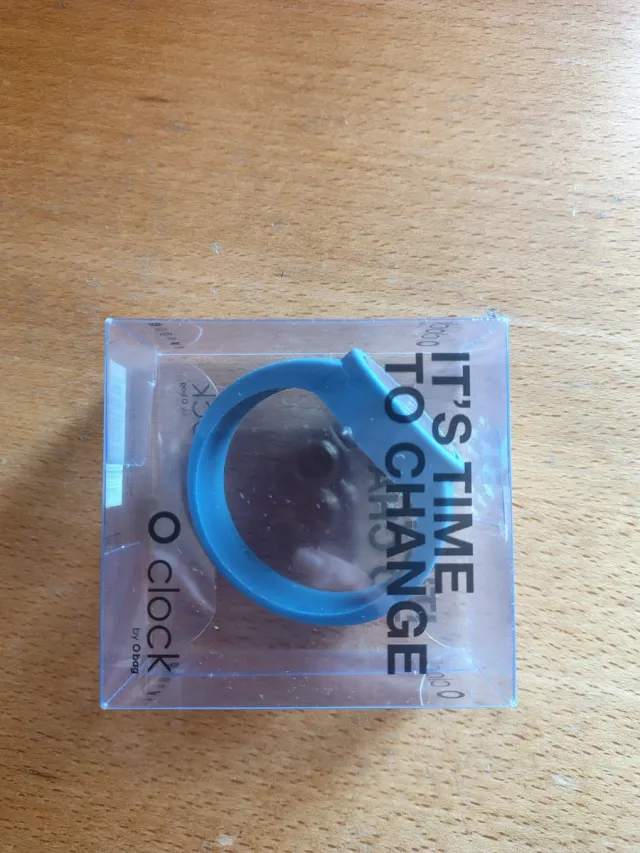 IT'S TIME
TO CHANGE
O clock
by O bag